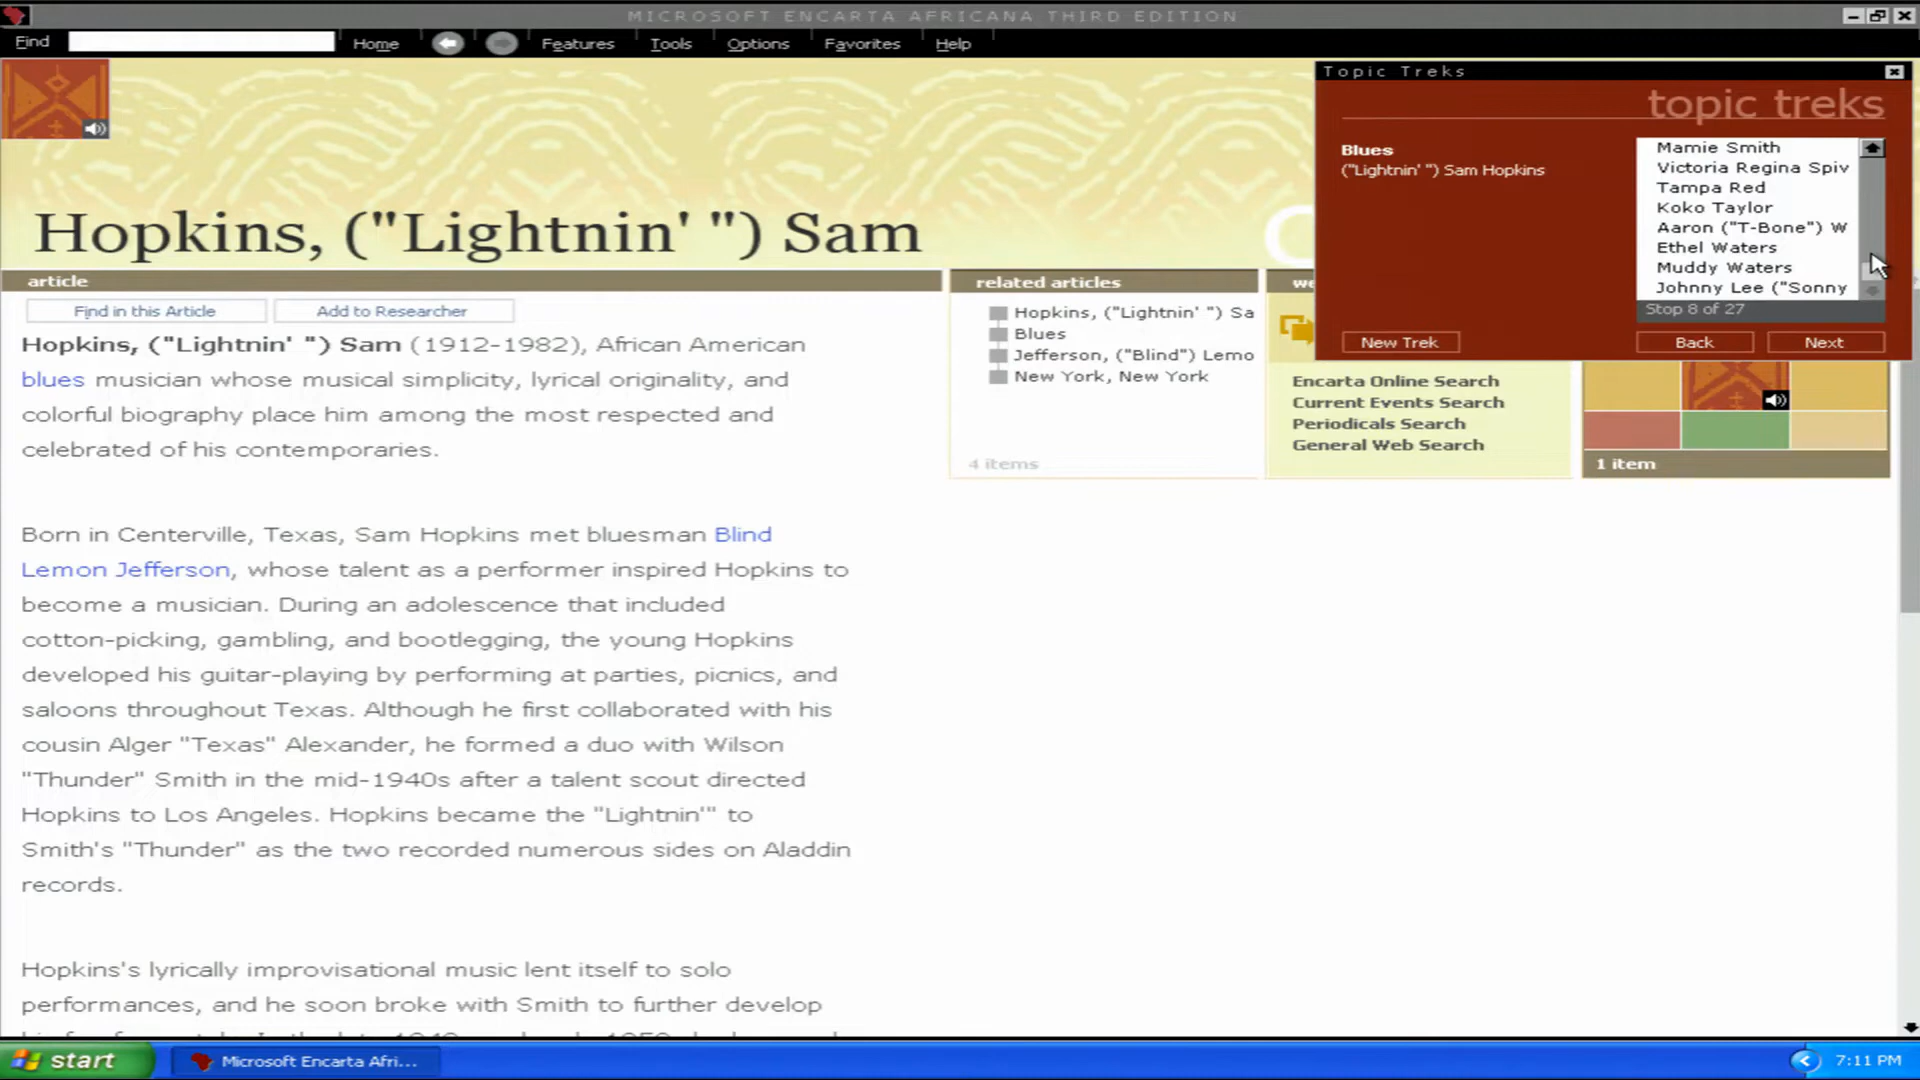 MICROSOFT ENCARTA AFRICANA THIRD EDITION
Find
Home
Features
Tools
Options
Favorites
Help
Hopkins, ("Lightnin' ") Sam
article
Find in this Article
Add to Researcher
Hopkins, ("Lightnin' ") Sam (1912-1982), African American
blues musician whose musical simplicity, lyrical originality, and
colorful biography place him among the most respected and
celebrated of his contemporaries.
Born in Centerville, Texas, Sam Hopkins met bluesman Blind
Lemon Jefferson, whose talent as a performer inspired Hopkins to
become a musician. During an adolescence that included
cotton-picking, gambling, and bootlegging, the young Hopkins
developed his guitar-playing by performing at parties, picnics, and
saloons throughout Texas. Although he first collaborated with his
cousin Alger "Texas" Alexander, he formed a duo with Wilson
"Thunder" Smith in the mid-1940s after a talent scout directed
Hopkins to Los Angeles. Hopkins became the "Lightnin'" to
Smith's "Thunder" as the two recorded numerous sides on Aladdin
records.
Hopkins's lyrically improvisational music lent itself to solo
performances, and he soon broke with Smith to further develop
related articles
Hopkins, ("Lightnin' ") Sa
Blues
Jefferson, ("Blind") Lemo
New York, New York
4 items
we
Encarta Online Search
Current Events Search
Periodicals Search
General Web Search
1 item
Topic Treks
topic treks
Blues
("Lightnin' ") Sam Hopkins
Mamie Smith
Victoria Regina Spiv
Tampa Red
Koko Taylor
Aaron ("T-Bone") W
Ethel Waters
Muddy Waters
Johnny Lee ("Sonny
Stop 8 of 27
New Trek
Back
Next
start
Microsoft Encarta Afri...
7:11 PM